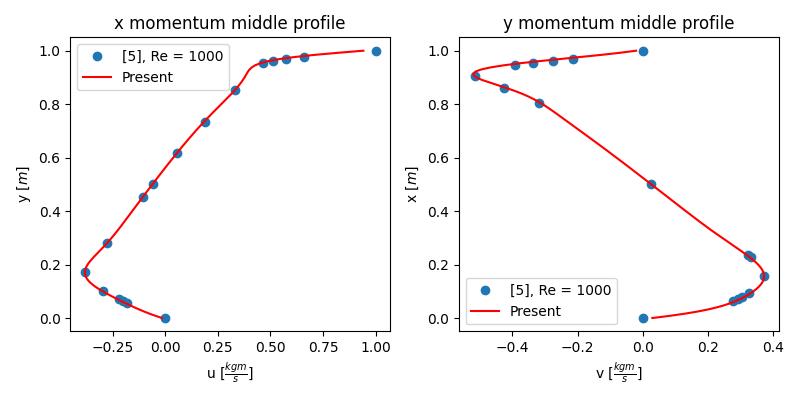 x momentum middle profile
y [m]
1.0
0.8
0.6
0.4
0.2
0.0
[5], Re = 1000
Present
−0.25 0.00 0.25 0.50 0.75 1.00
u [kgm/s]
y momentum middle profile
x [m]
1.0
0.8
0.6
0.4
0.2
0.0
[5], Re = 1000
Present
−0.4 −0.2 0.0 0.2 0.4
v [kgm/s]